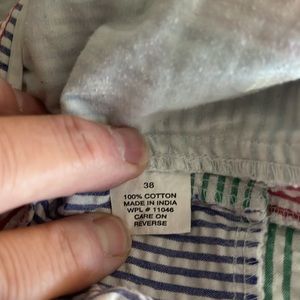 38
100% COTTON
MADE IN INDIA
WPL # 11046
CARE ON
REVERSE